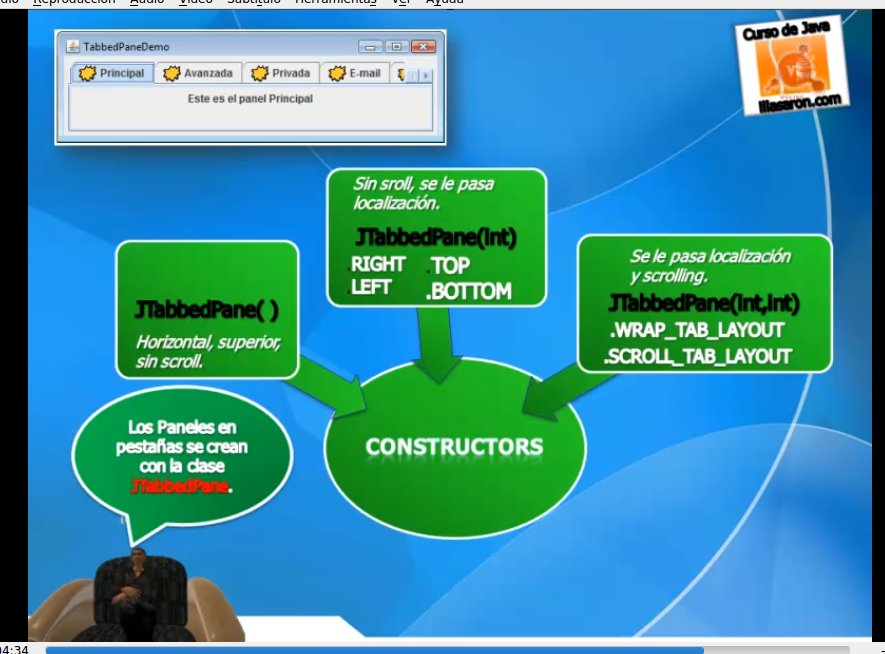 Reproducción Audio Video Subtítulo Herramientas Ver Ayuda
TabbedPaneDemo
Principal Avanzada Privada E-mail
Este es el panel Principal
Curso de Java
illasaron.com
Sin sroll, se le pasa
localización.
JTabbedPane(int)
.RIGHT .TOP
.LEFT .BOTTOM
Se le pasa localización
y scrolling.
JTabbedPane(int,int)
.WRAP_TAB_LAYOUT
.SCROLL_TAB_LAYOUT
JTabbedPane( )
Horizontal, superior,
sin scroll.
CONSTRUCTORS
Los Paneles en
pestañas se crean
con la clase
JTabbedPane.
04:34